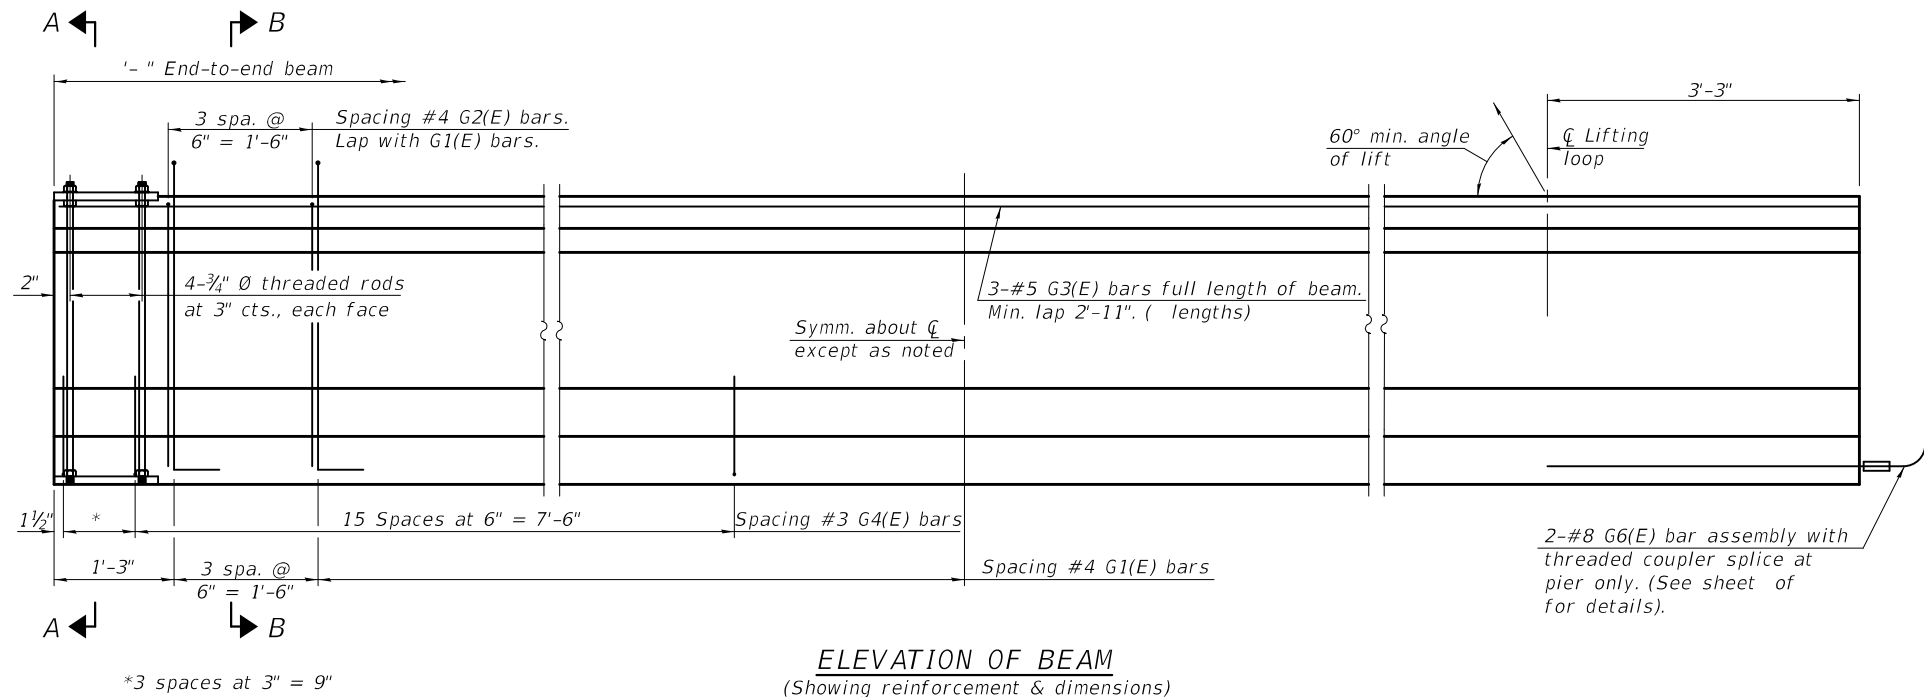 A
B
'- " End-to-end beam
3 spa. @
6" = 1'-6"
Spacing #4 G2(E) bars.
Lap with G1(E) bars.
3'-3"
60° min. angle
of lift
℄ Lifting
loop
2"
4-¾" Ø threaded rods
at 3" cts., each face
3-#5 G3(E) bars full length of beam.
Min. lap 2'-11". (   lengths)
Symm. about ℄
except as noted
1½"
*
15 Spaces at 6" = 7'-6"
Spacing #3 G4(E) bars
1'-3"
3 spa. @
6" = 1'-6"
Spacing #4 G1(E) bars
2-#8 G6(E) bar assembly with
threaded coupler splice at
pier only. (See sheet   of
for details).
A
B
*3 spaces at 3" = 9"
ELEVATION OF BEAM
(Showing reinforcement & dimensions)